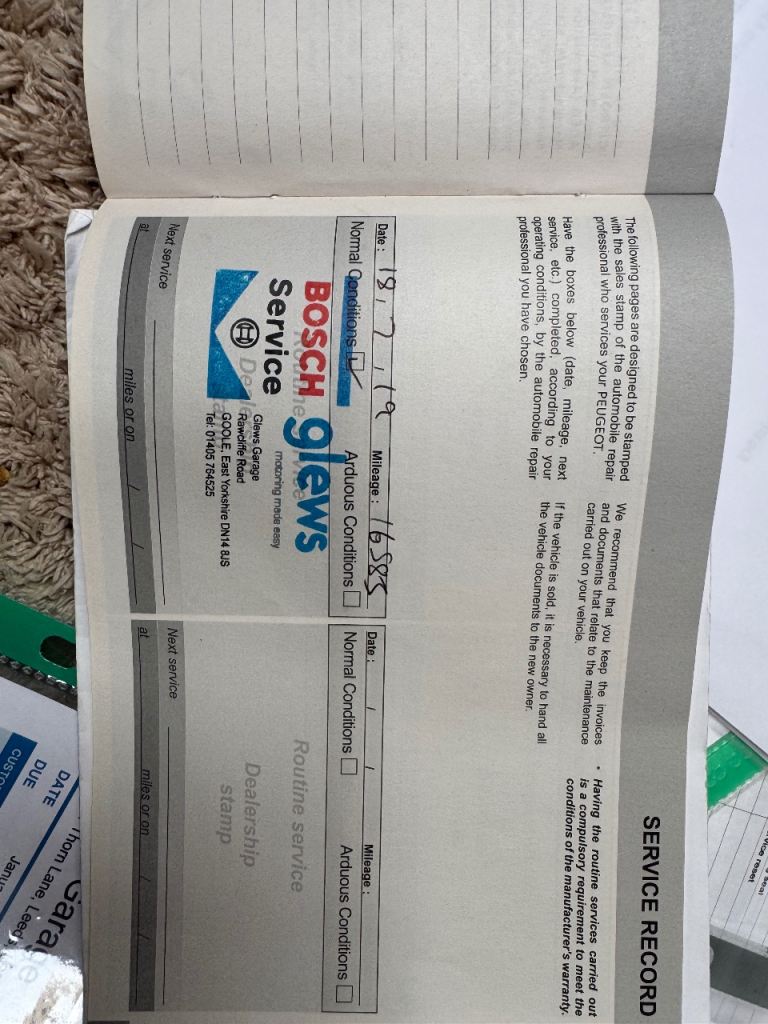 SERVICE RECORD
The following pages are designed to be stamped
with the sales stamp of the automobile repair
professional who services your PEUGEOT.
Have the boxes below (date, mileage, next
service, etc.) completed, according to your
operating conditions, by the automobile repair
professional you have chosen.
We recommend that you keep the invoices
and documents that relate to the maintenance
carried out on your vehicle.
If the vehicle is sold, it is necessary to hand all
the vehicle documents to the new owner.
• Having the routine services carried out
is a compulsory requirement to meet the
conditions of the manufacturer's warranty.
Date : 18 , 7 , 19 Mileage : 16583
Normal Conditions Arduous Conditions
BOSCH glews
Service motoring made easy
Glews Garage
Rawcliffe Road
GOOLE, East Yorkshire DN14 8JS
Tel: 01405 764525
Next service
at miles or on / /
Date : / / Mileage :
Normal Conditions Arduous Conditions
Routine service
Dealership
stamp
Next service
at miles or on / /
Thorn Lane, Leeds
DATE
DUE